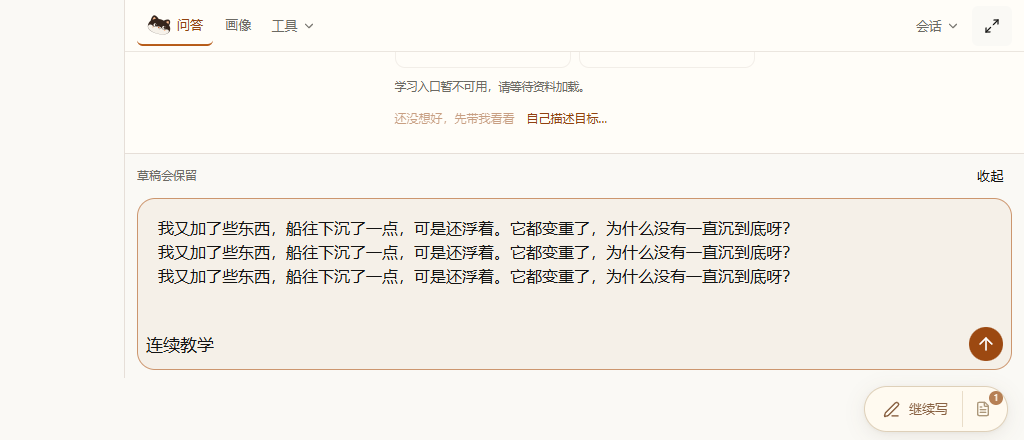 问答 画像 工具 会话
学习入口暂不可用，请等待资料加载。
还没想好，先带我看看 自己描述目标...
草稿会保留 收起
我又加了些东西，船往下沉了一点，可是还浮着。它都变重了，为什么没有一直沉到底呀？
我又加了些东西，船往下沉了一点，可是还浮着。它都变重了，为什么没有一直沉到底呀？
我又加了些东西，船往下沉了一点，可是还浮着。它都变重了，为什么没有一直沉到底呀？
连续教学
继续写 1